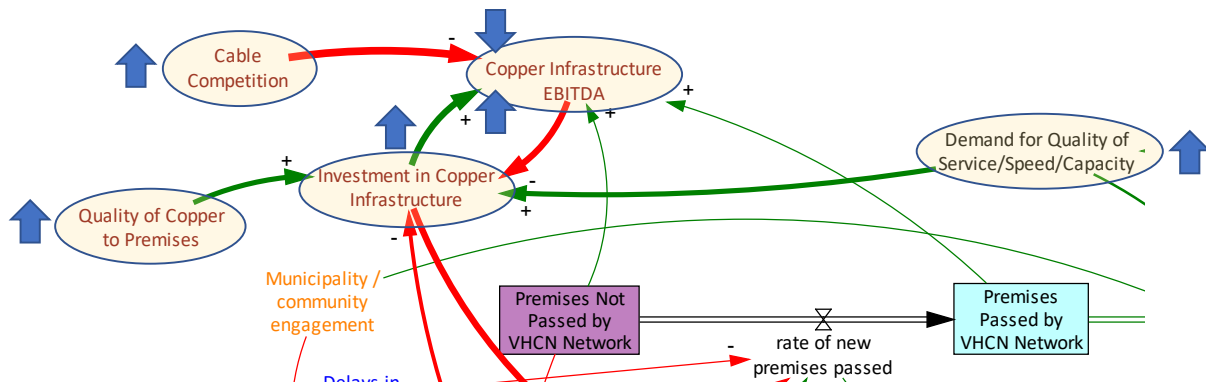 Cable
Competition
-
Copper Infrastructure
EBITDA
+
+
+
Demand for Quality of
Service/Speed/Capacity
+
Investment in Copper
Infrastructure
-
+
Quality of Copper
to Premises
-
Municipality /
community
engagement
Premises Not
Passed by
VHCN Network
Premises
Passed by
VHCN Network
rate of new
premises passed
-
Delays in